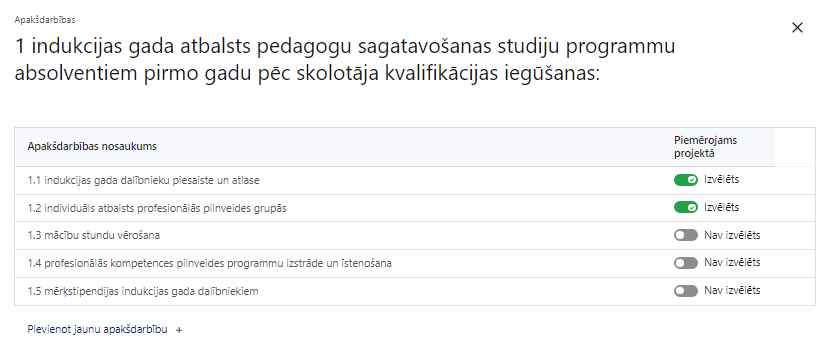 Apakšdarbības
1 indukcijas gada atbalsts pedagogu sagatavošanas studiju programmu
absolventiem pirmo gadu pēc skolotāja kvalifikācijas iegūšanas:
Apakšdarbības nosaukums
Piemērojams
projektā
1.1 indukcijas gada dalībnieku piesaiste un atlase
Izvēlēts
1.2 individuāls atbalsts profesionālās pilnveides grupās
Izvēlēts
1.3 mācību stundu vērošana
Nav izvēlēts
1.4 profesionālās kompetences pilnveides programmu izstrāde un īstenošana
Nav izvēlēts
1.5 mērķstipendijas indukcijas gada dalībniekiem
Nav izvēlēts
Pievienot jaunu apakšdarbību +